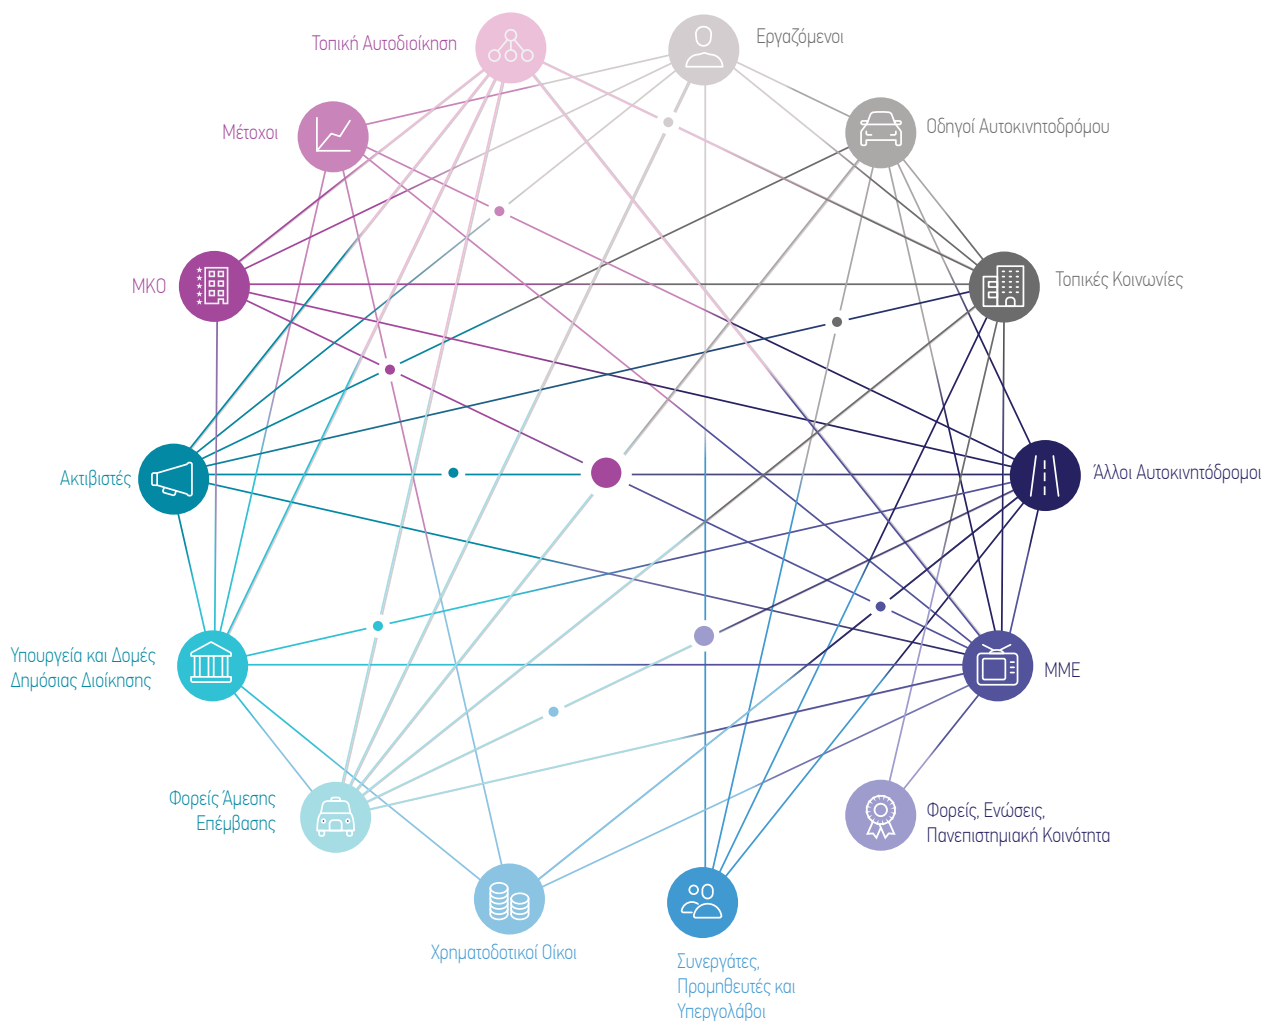 Τοπική Αυτοδιοίκηση
Εργαζόμενοι
Μέτοχοι
Οδηγοί Αυτοκινητοδρόμου
ΜΚΟ
Τοπικές Κοινωνίες
Ακτιβιστές
Άλλοι Αυτοκινητόδρομοι
Υπουργεία και Δομές
Δημόσιας Διοίκησης
ΜΜΕ
Φορείς Άμεσης
Επέμβασης
Φορείς, Ενώσεις,
Πανεπιστημιακή Κοινότητα
Χρηματοδοτικοί Οίκοι
Συνεργάτες,
Προμηθευτές και
Υπεργολάβοι